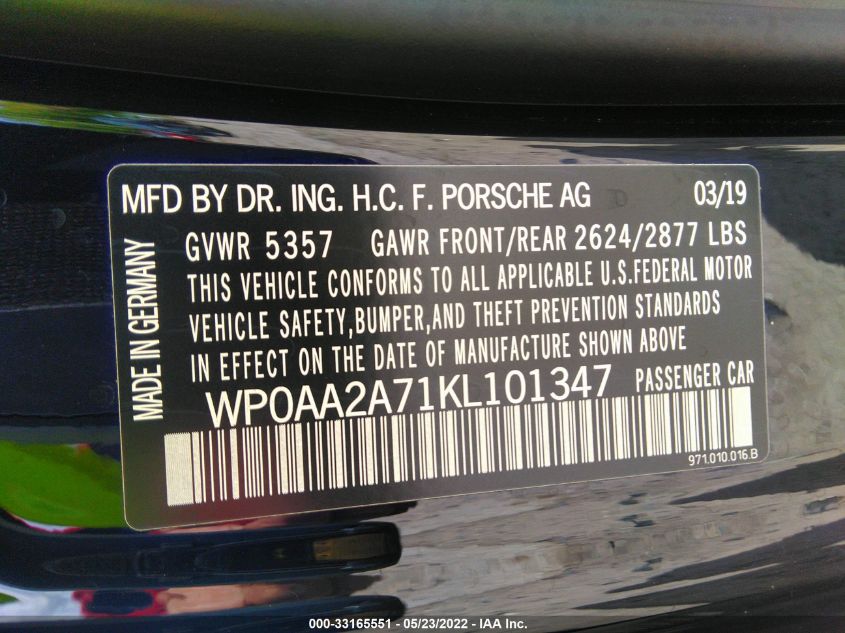 MFD BY DR. ING. H.C. F. PORSCHE AG 03/19
GVWR 5357 GAWR FRONT/REAR 2624/2877 LBS
THIS VEHICLE CONFORMS TO ALL APPLICABLE U.S.FEDERAL MOTOR
VEHICLE SAFETY,BUMPER,AND THEFT PREVENTION STANDARDS
IN EFFECT ON THE DATE OF MANUFACTURE SHOWN ABOVE
MADE IN GERMANY
WP0AA2A71KL101347 PASSENGER CAR
971.010.016.B
000-33165551 - 05/23/2022 - IAA Inc.